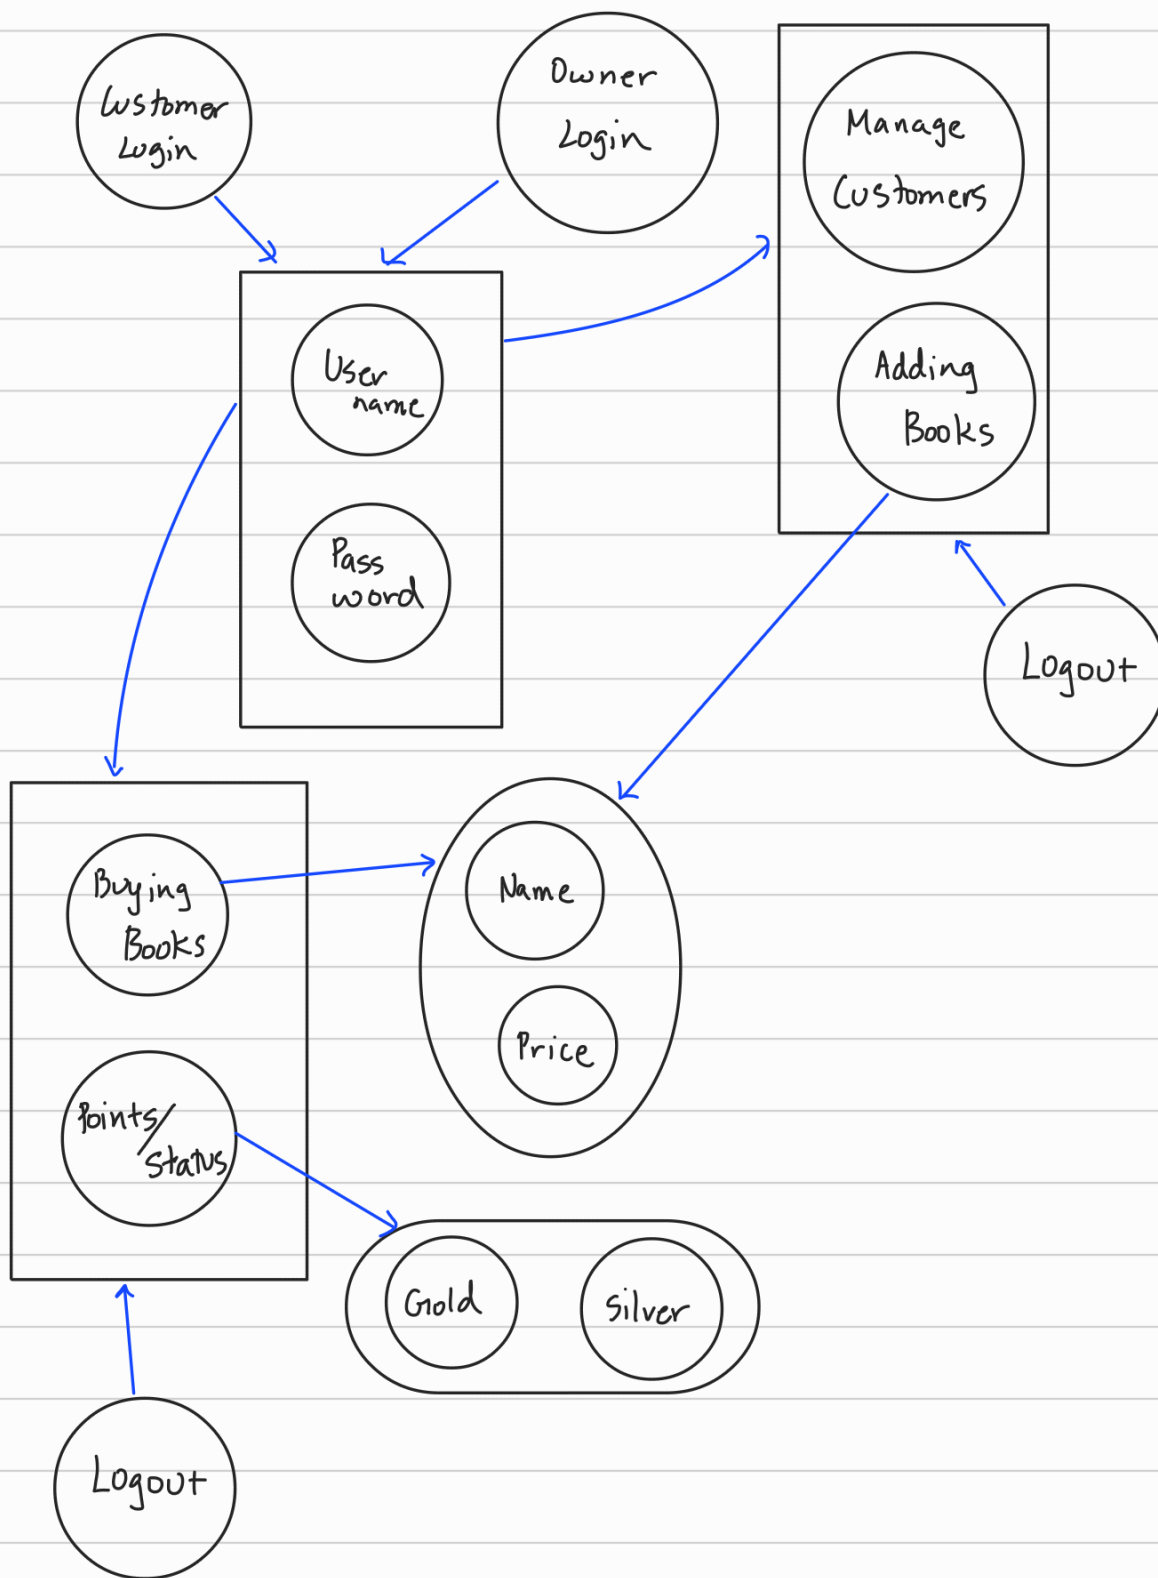 Customer
Login
Owner
Login
Manage
Customers
Adding
Books
User
name
Pass
word
Logout
Buying
Books
Points/
Status
Name
Price
Gold
Silver
Logout